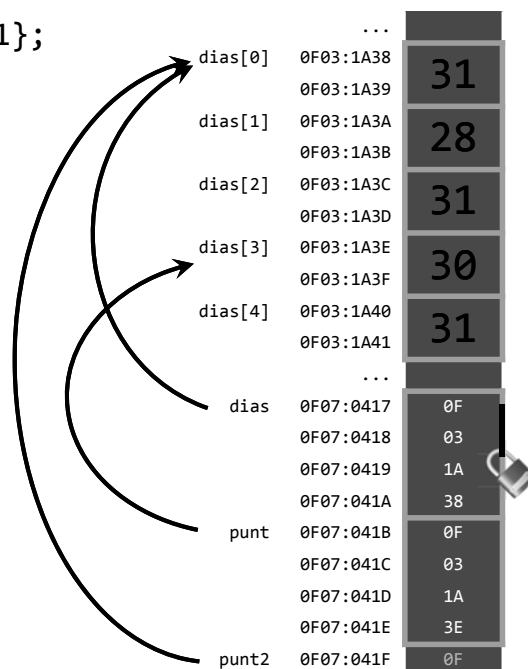 1};
...
dias[0] 0F03:1A38 31
0F03:1A39
dias[1] 0F03:1A3A 28
0F03:1A3B
dias[2] 0F03:1A3C 31
0F03:1A3D
dias[3] 0F03:1A3E 30
0F03:1A3F
dias[4] 0F03:1A40 31
0F03:1A41
...
dias 0F07:0417 0F
0F07:0418 03
0F07:0419 1A
0F07:041A 38
punt 0F07:041B 0F
0F07:041C 03
0F07:041D 1A
0F07:041E 3E
punt2 0F07:041F 0F